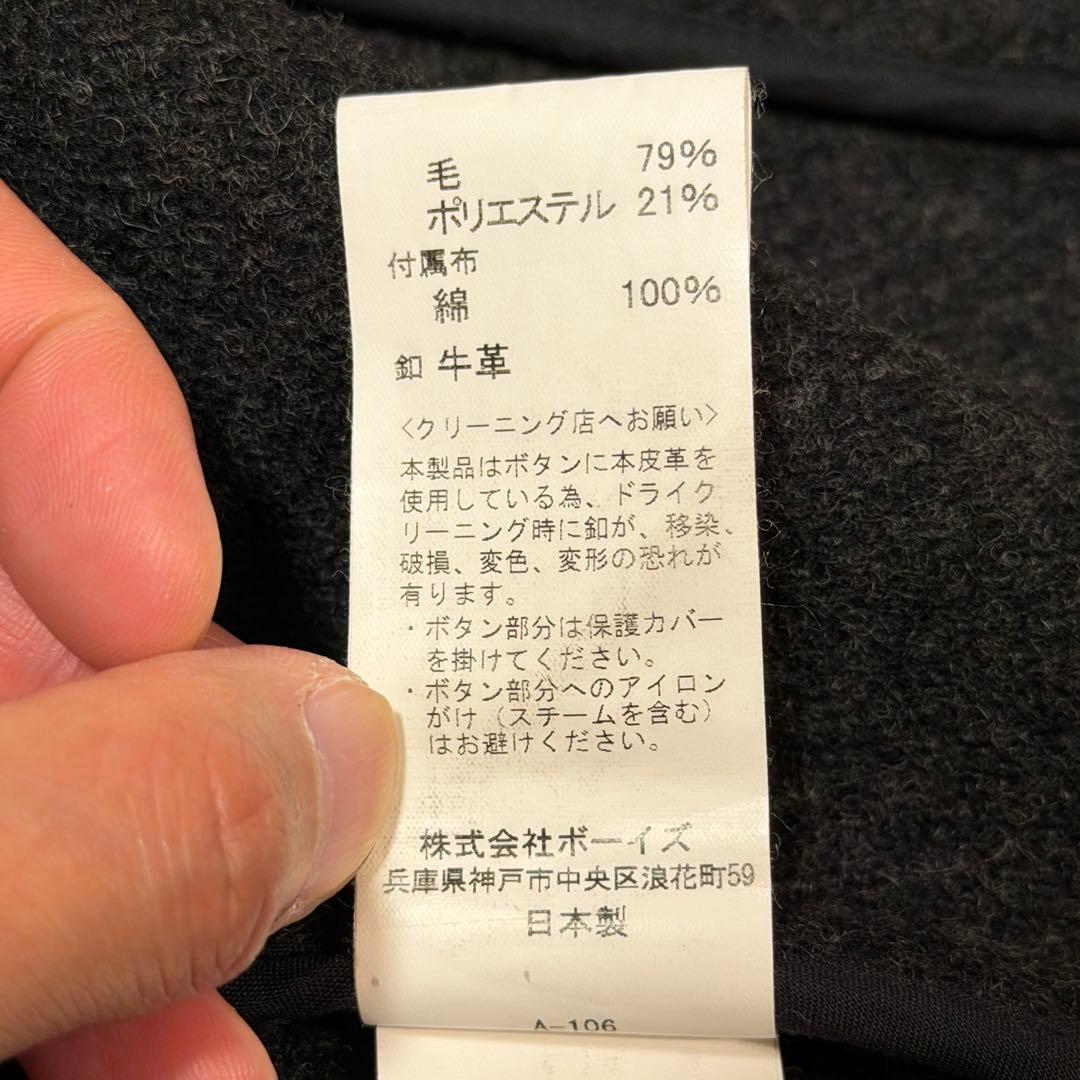 毛 79%
ポリエステル 21%
付属布
綿 100%
釦 牛革
〈クリーニング店へお願い〉
本製品はボタンに本皮革を
使用している為、ドライク
リーニング時に釦が、移染、
破損、変色、変形の恐れが
有ります。
・ボタン部分は保護カバー
を掛けてください。
・ボタン部分へのアイロン
がけ（スチームを含む）
はお避けください。
株式会社ボーイズ
兵庫県神戸市中央区浪花町59
日本製
A-106